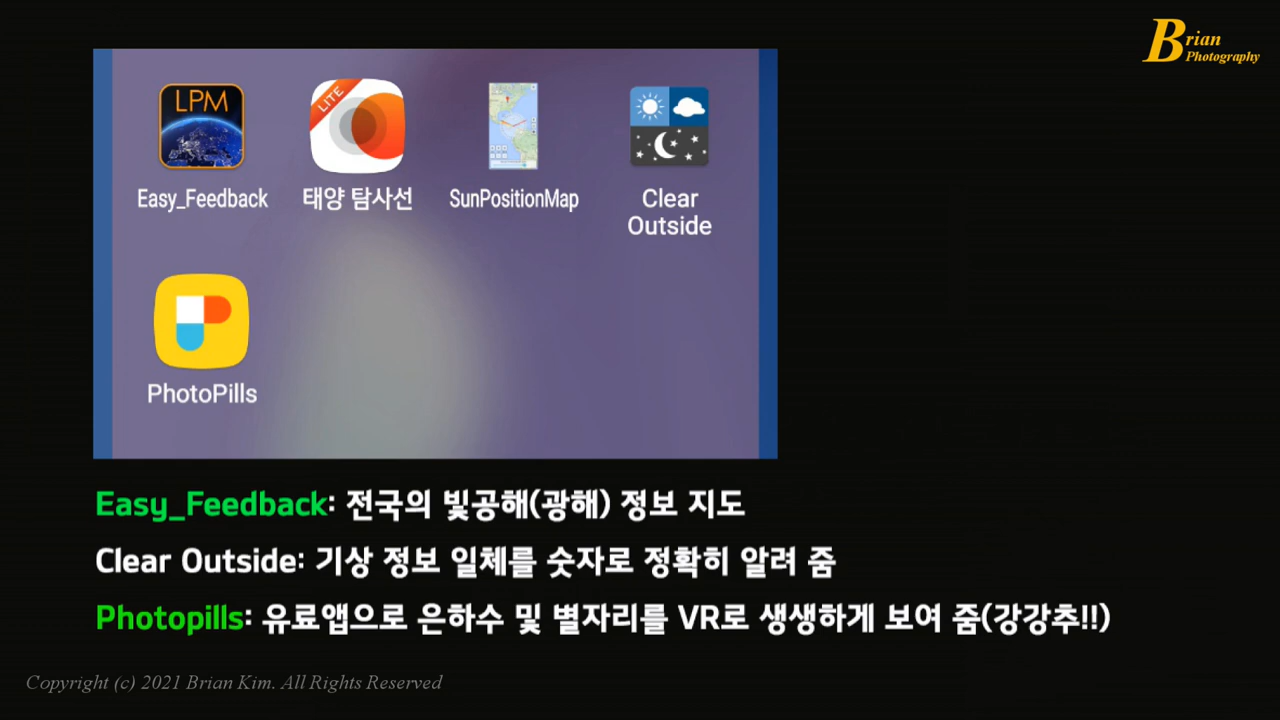 Brian
Photography
LPM
LITE
Easy_Feedback
태양 탐사선
SunPositionMap
Clear
Outside
PhotoPills
Easy_Feedback: 전국의 빛공해(광해) 정보 지도
Clear Outside: 기상 정보 일체를 숫자로 정확히 알려 줌
Photopills: 유료앱으로 은하수 및 별자리를 VR로 생생하게 보여 줌(강강추!!)
Copyright (c) 2021 Brian Kim. All Rights Reserved